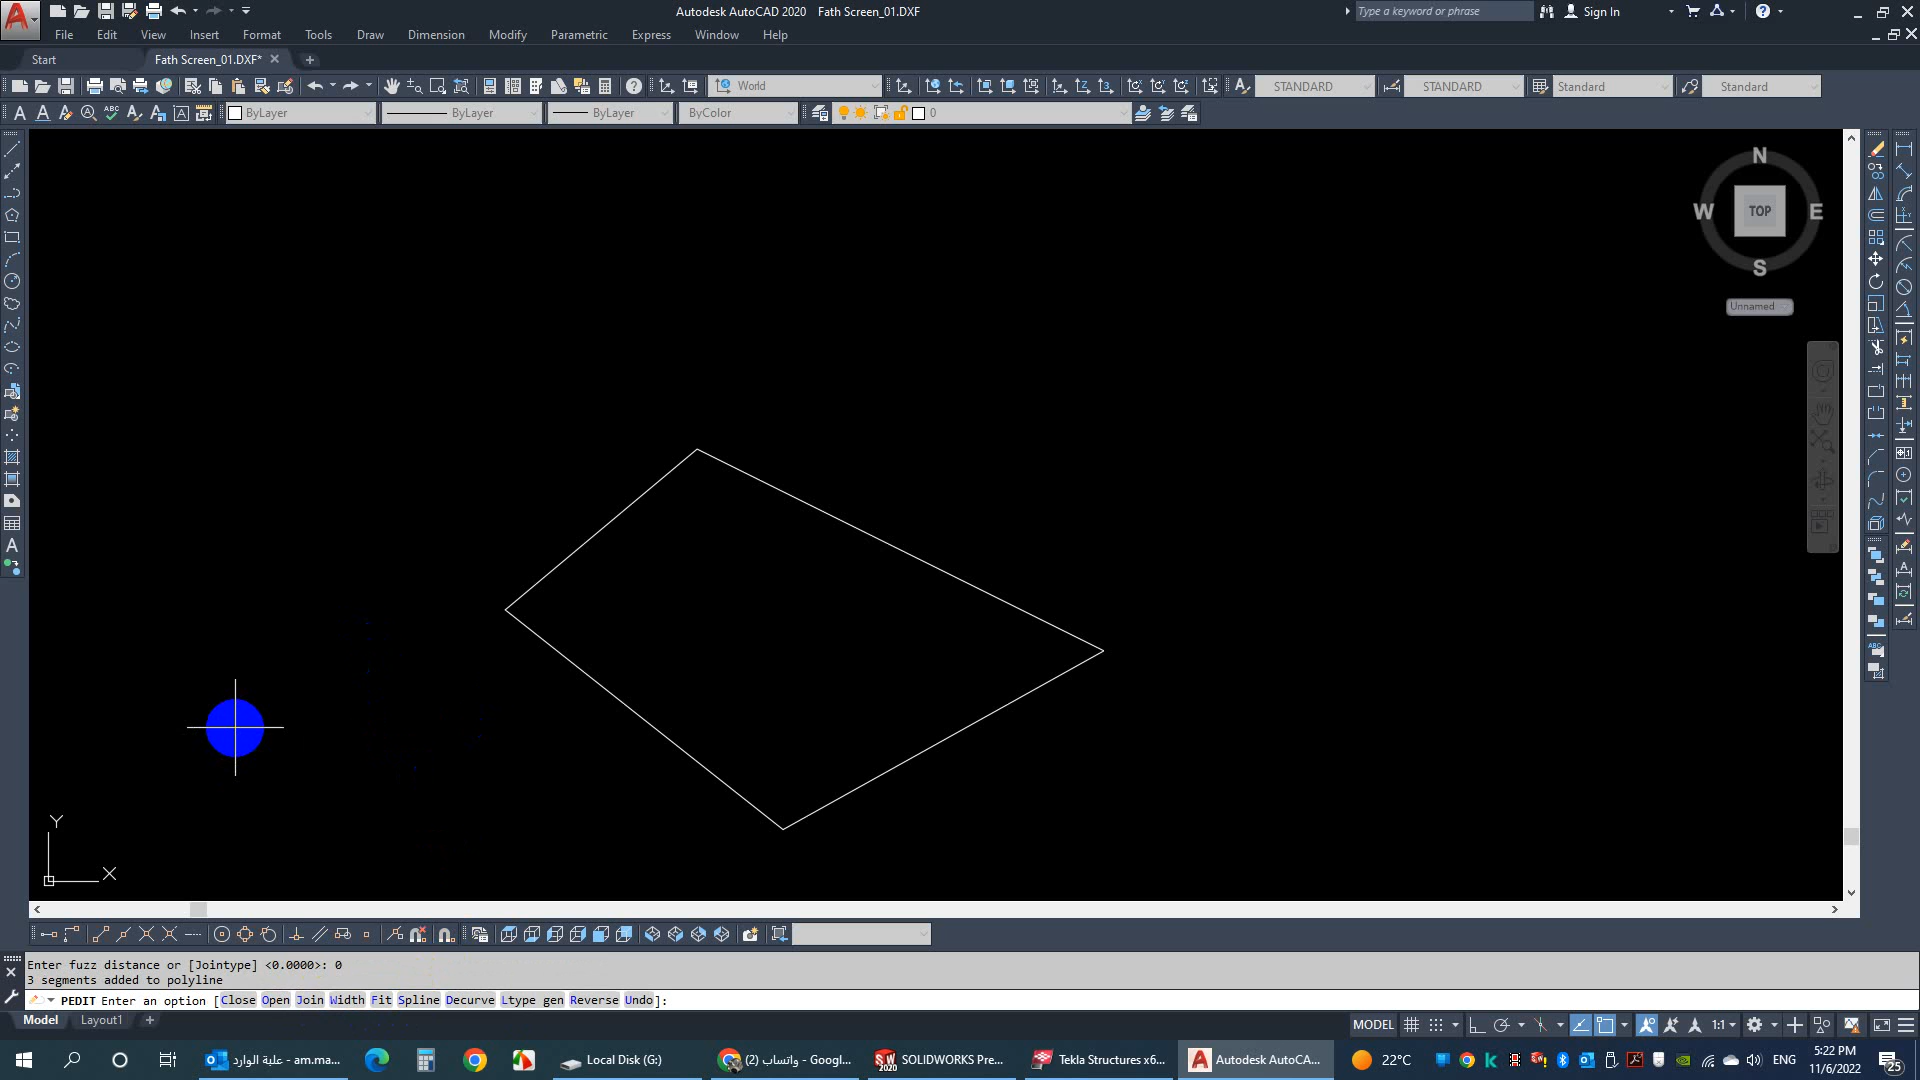 Autodesk AutoCAD 2020 Fath Screen_01.DXF
Type a keyword or phrase
Sign In
File Edit View Insert Format Tools Draw Dimension Modify Parametric Express Window Help
Start
Fath Screen_01.DXF*
World
STANDARD
STANDARD
Standard
Standard
ByLayer
ByLayer
ByLayer
ByColor
0
N
W
TOP
E
S
Unnamed
Y
X
Enter fuzz distance or [Jointype] <0.0000>: 0
3 segments added to polyline
PEDIT Enter an option [Close Open Join Width Fit Spline Decurve Ltype gen Reverse Undo]:
Model
Layout1
MODEL
1:1
علبة الوارد - am.ma...
Local Disk (G:)
(2) واتساب - Googl...
SOLIDWORKS Pre...
Tekla Structures x6...
Autodesk AutoCA...
22°C
ENG
5:22 PM
11/6/2022
25